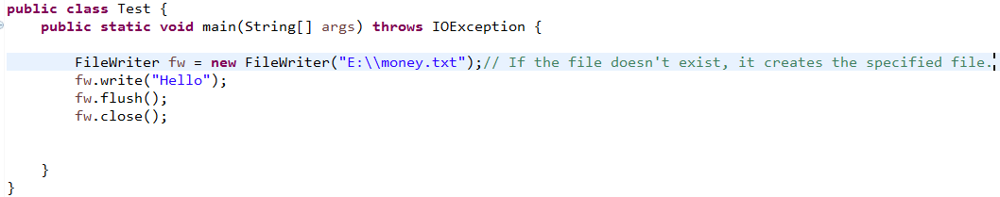 public class Test {
    public static void main(String[] args) throws IOException {
        FileWriter fw = new FileWriter("E:\\money.txt");// If the file doesn't exist, it creates the specified file.
        fw.write("Hello");
        fw.flush();
        fw.close();
    }
}